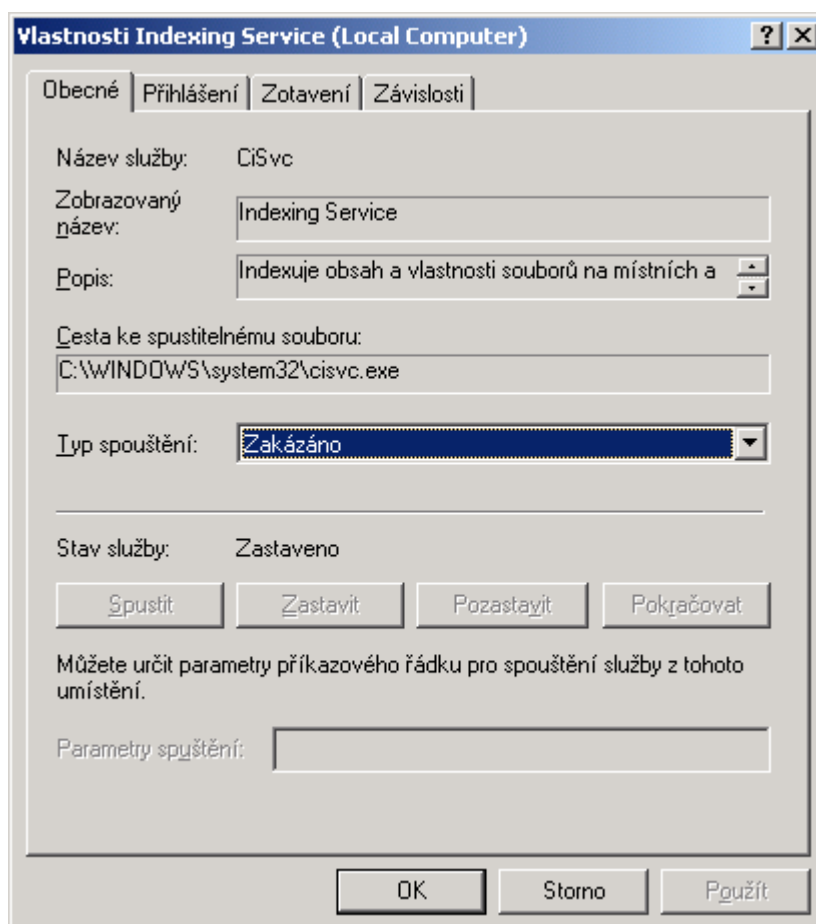 Vlastnosti Indexing Service (Local Computer)
Obecné Přihlášení Zotavení Závislosti
Název služby: CiSvc
Zobrazovaný
název:
Indexing Service
Popis: Indexuje obsah a vlastnosti souborů na místních a
Cesta ke spustitelnému souboru:
C:\WINDOWS\system32\cisvc.exe
Typ spouštění: Zakázáno
Stav služby: Zastaveno
Spustit Zastavit Pozastavit Pokračovat
Můžete určit parametry příkazového řádku pro spouštění služby z tohoto
umístění.
Parametry spuštění:
OK Storno Použít